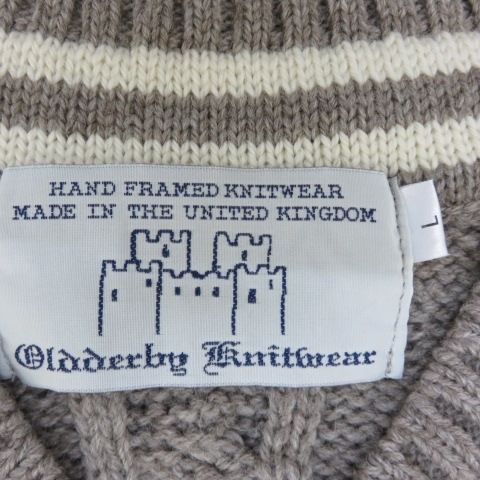 HAND FRAMED KNITWEAR
MADE IN THE UNITED KINGDOM
Oldderby Knitwear
L